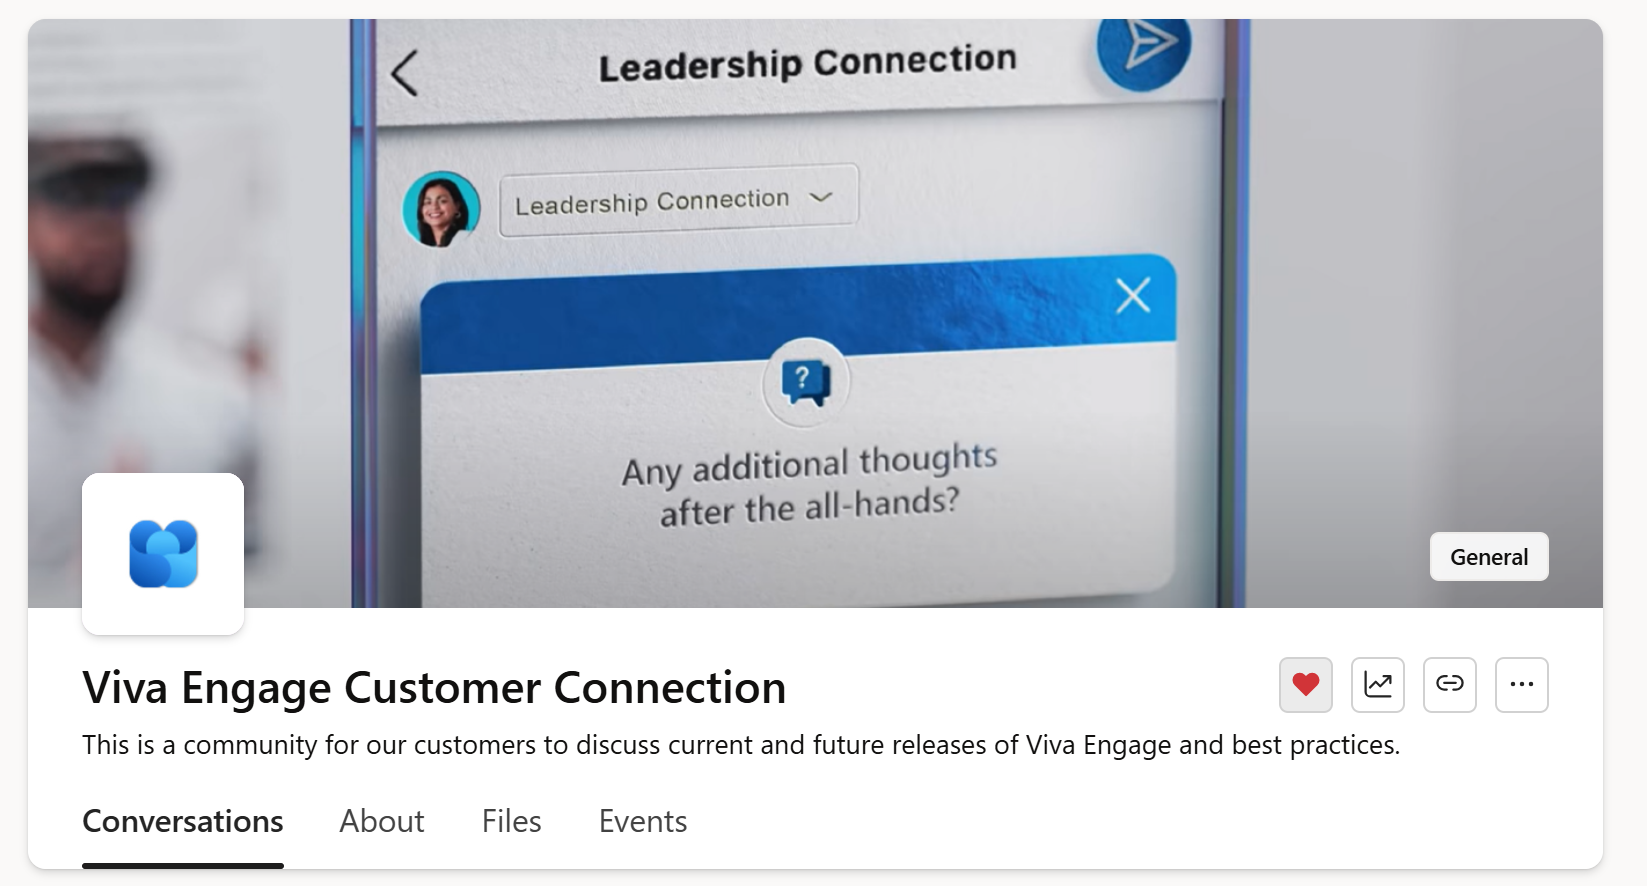 Leadership Connection
Leadership Connection
?
Any additional thoughts
after the all-hands?
General
Viva Engage Customer Connection
This is a community for our customers to discuss current and future releases of Viva Engage and best practices.
Conversations About Files Events